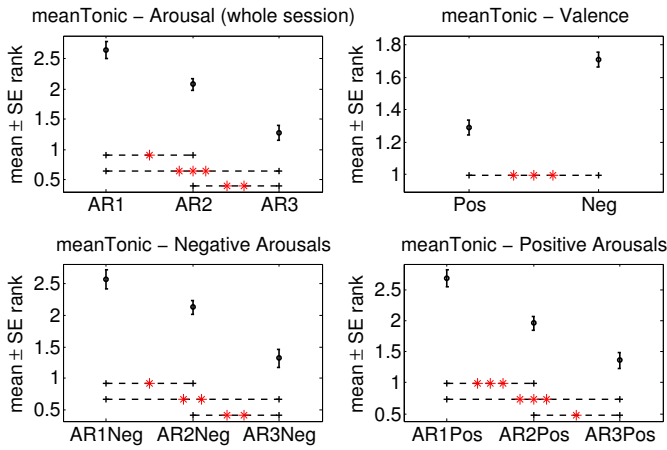 meanTonic – Arousal (whole session)
mean ± SE rank
2.5
2
1.5
1
0.5
AR1 AR2 AR3
meanTonic – Valence
mean ± SE rank
1.8
1.6
1.4
1.2
1
Pos Neg
meanTonic – Negative Arousals
mean ± SE rank
2.5
2
1.5
1
0.5
AR1Neg AR2Neg AR3Neg
meanTonic – Positive Arousals
mean ± SE rank
2.5
2
1.5
1
0.5
AR1Pos AR2Pos AR3Pos